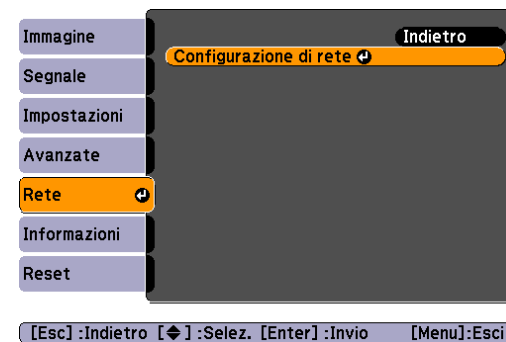 Immagine
Segnale
Impostazioni
Avanzate
Rete
Informazioni
Reset
Indietro
Configurazione di rete
[Esc] :Indietro [◆] :Selez. [Enter] :Invio [Menu]:Esci